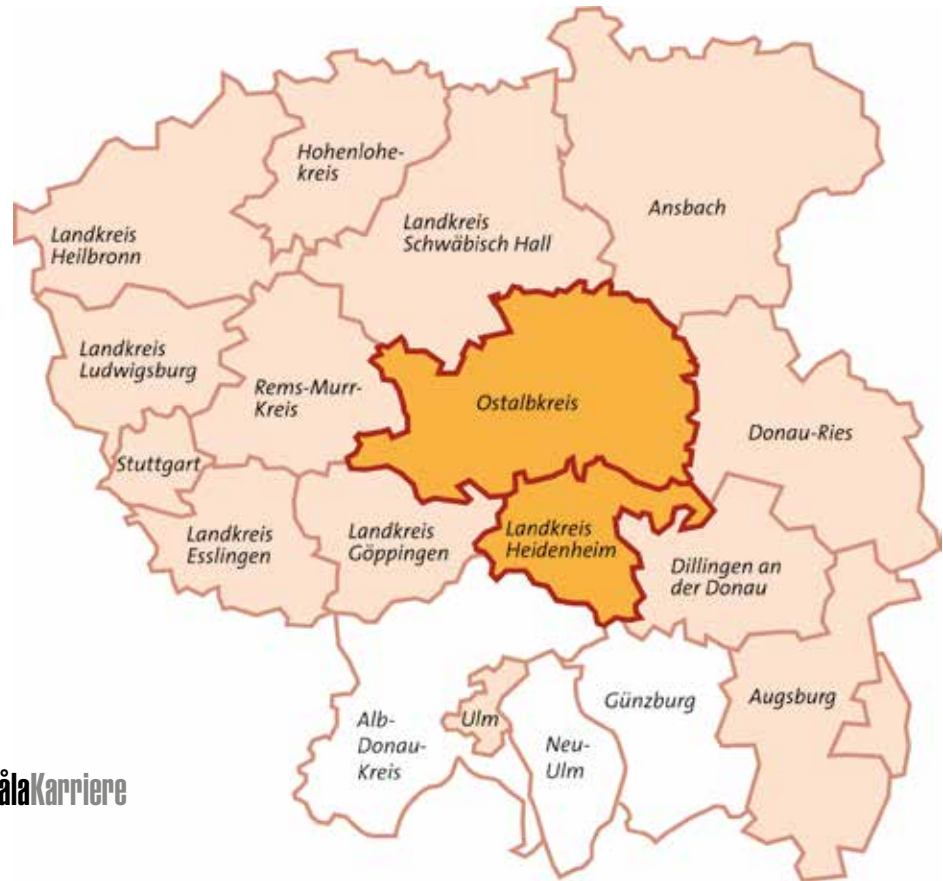 Hohenlohe-
kreis
Ansbach
Landkreis
Schwäbisch Hall
Landkreis
Heilbronn
Landkreis
Ludwigsburg
Rems-Murr-
Kreis
Ostalbkreis
Donau-Ries
Stuttgart
Landkreis
Esslingen
Landkreis
Göppingen
Landkreis
Heidenheim
Dillingen an
der Donau
Alb-
Donau-
Kreis
Ulm
Neu-
Ulm
Günzburg
Augsburg
ålaKarriere